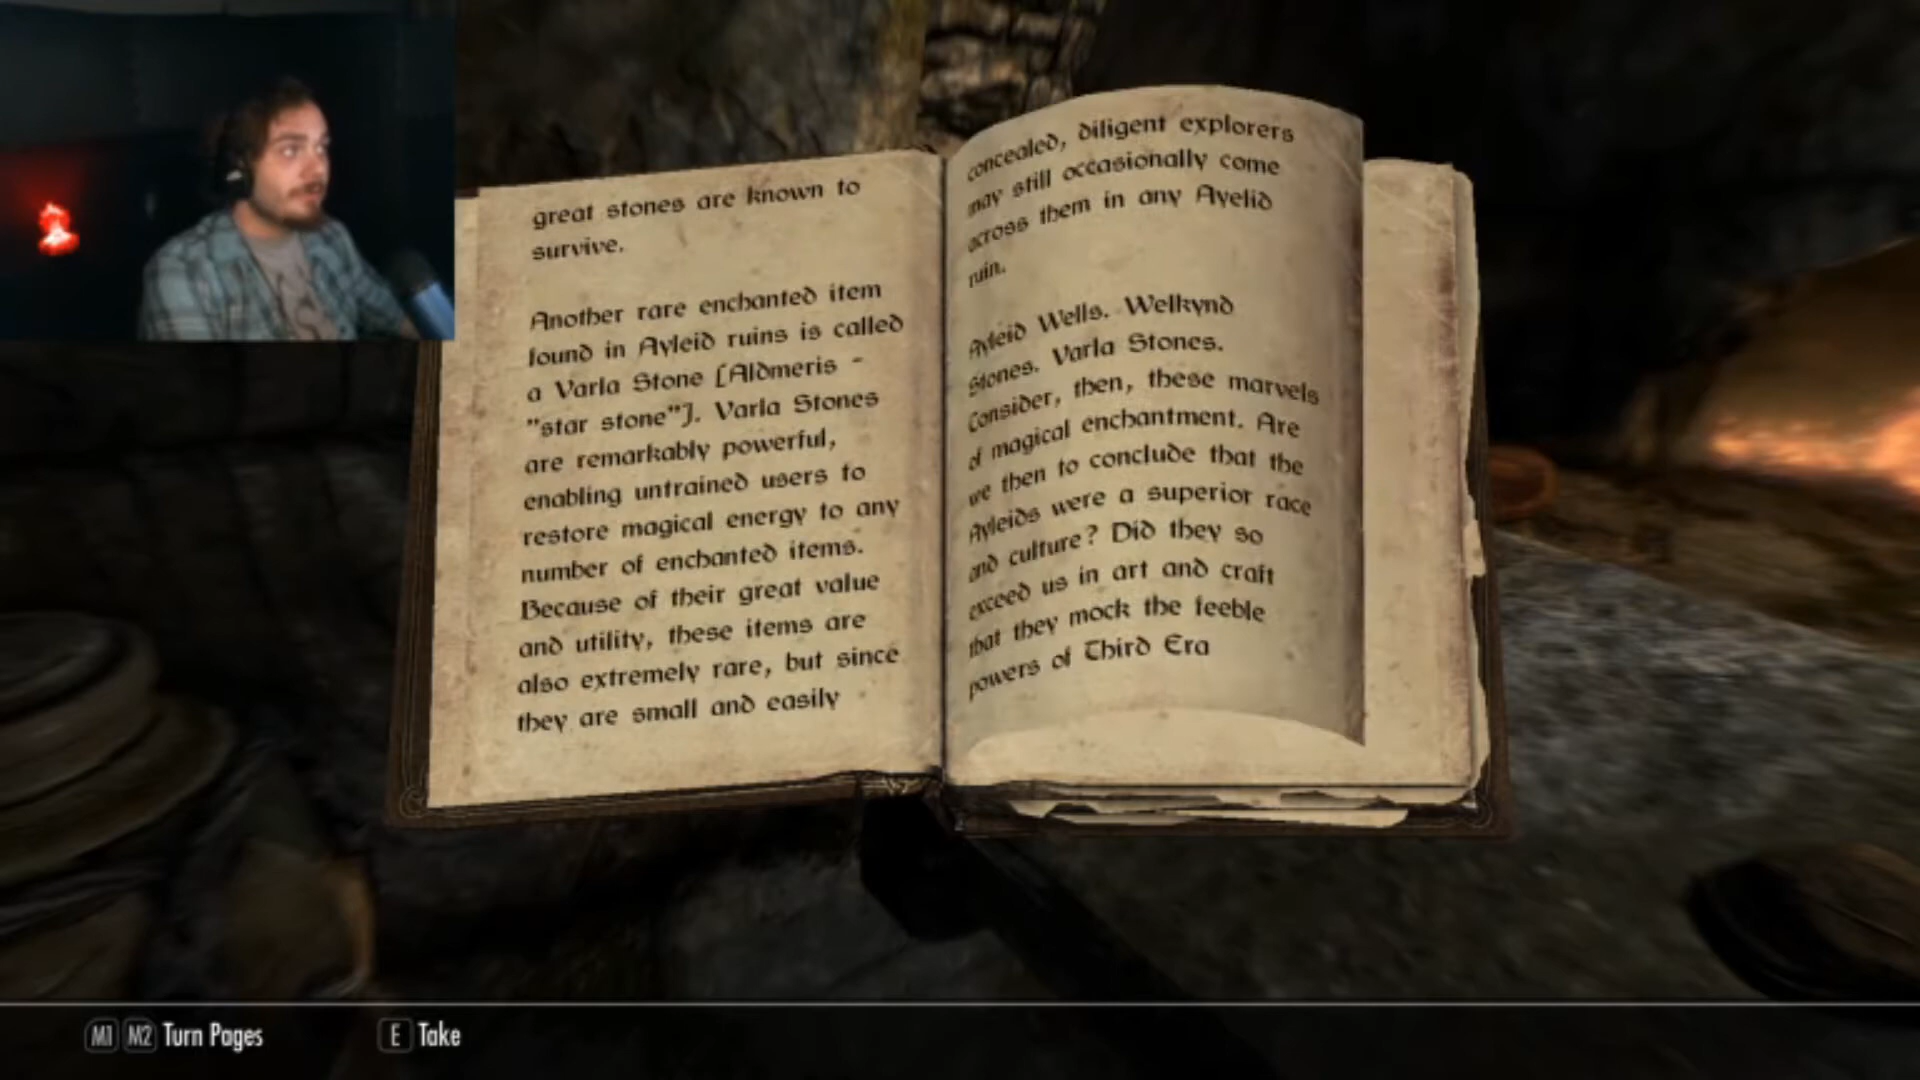 great stones are known to
survive.
Another rare enchanted item
found in Ayleid ruins is called
a Varla Stone [Aldmeris -
"star stone"]. Varla Stones
are remarkably powerful,
enabling untrained users to
restore magical energy to any
number of enchanted items.
Because of their great value
and utility, these items are
also extremely rare, but since
they are small and easily
concealed, diligent explorers
may still occasionally come
across them in any Ayelid
ruin.
Ayleid Wells. Welkynd
Stones. Varla Stones.
Consider, then, these marvels
of magical enchantment. Are
we then to conclude that the
Ayleids were a superior race
and culture? Did they so
exceed us in art and craft
that they mock the feeble
powers of Third Era
M1 M2 Turn Pages
E Take